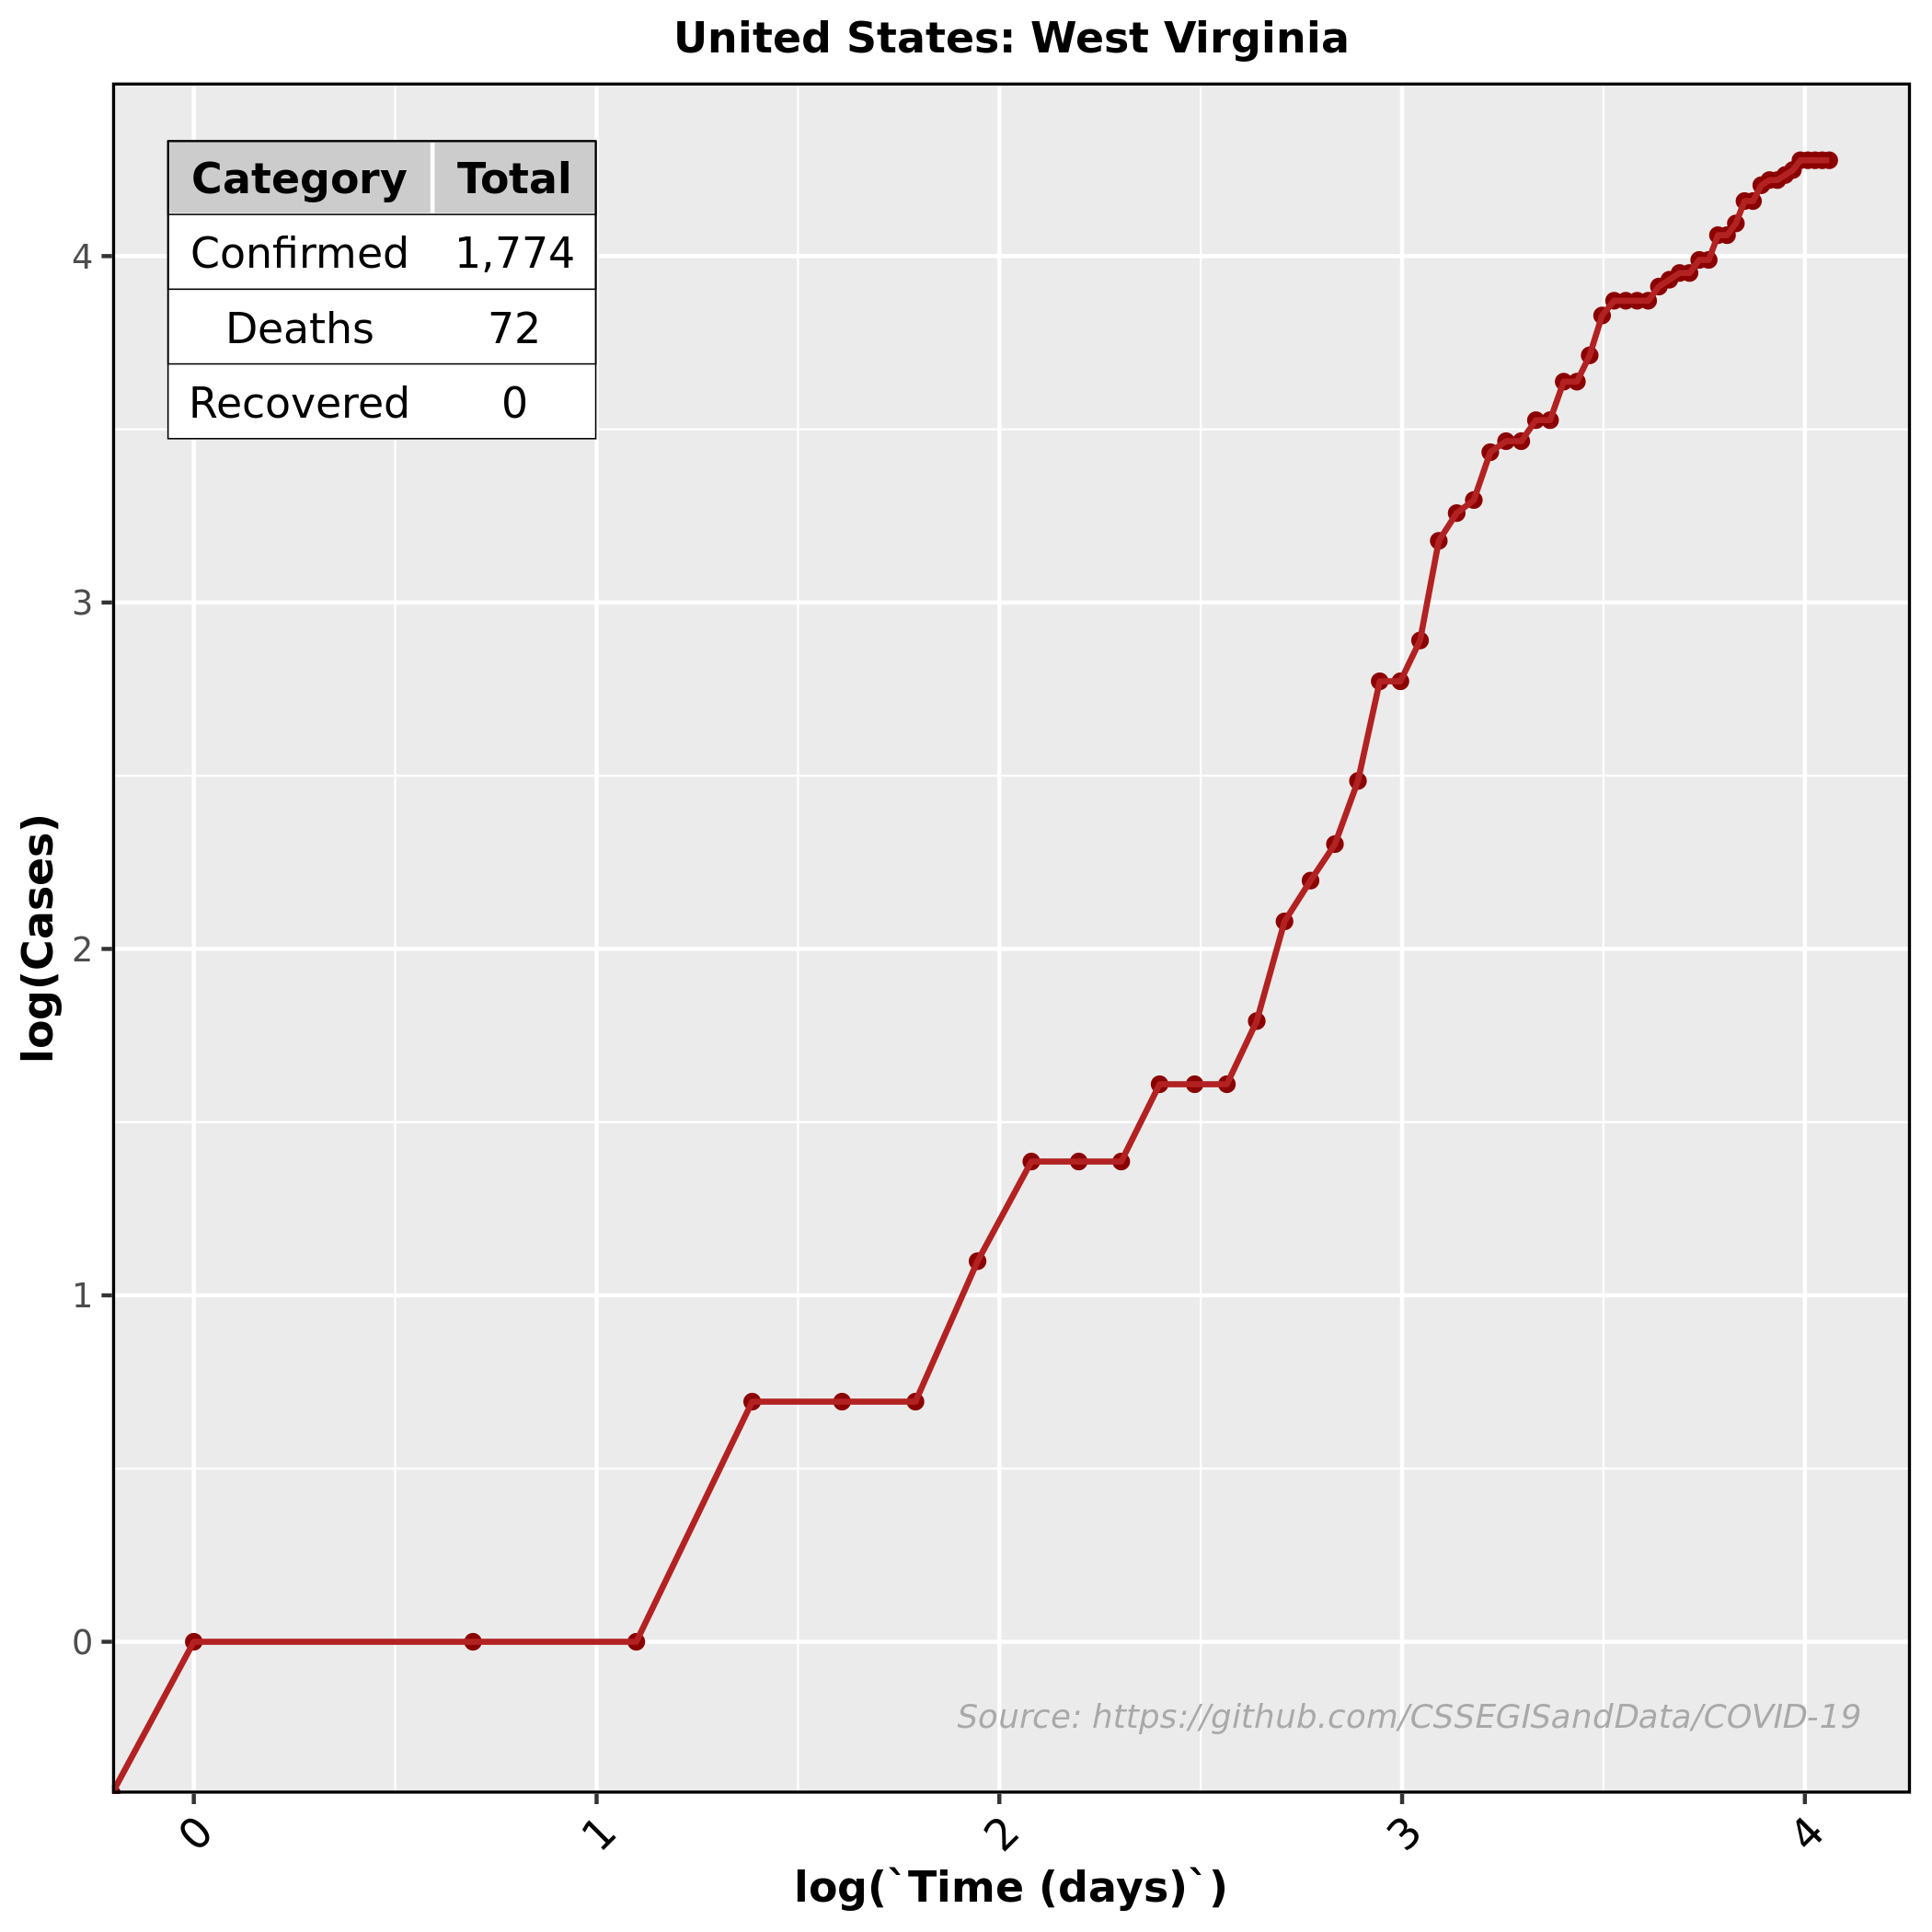 United States: West Virginia
Category Total
Confirmed 1,774
Deaths 72
Recovered 0
4
3
2
1
0
log(Cases)
Source: https://github.com/CSSEGISandData/COVID-19
0 1 2 3 4
log(`Time (days)`)